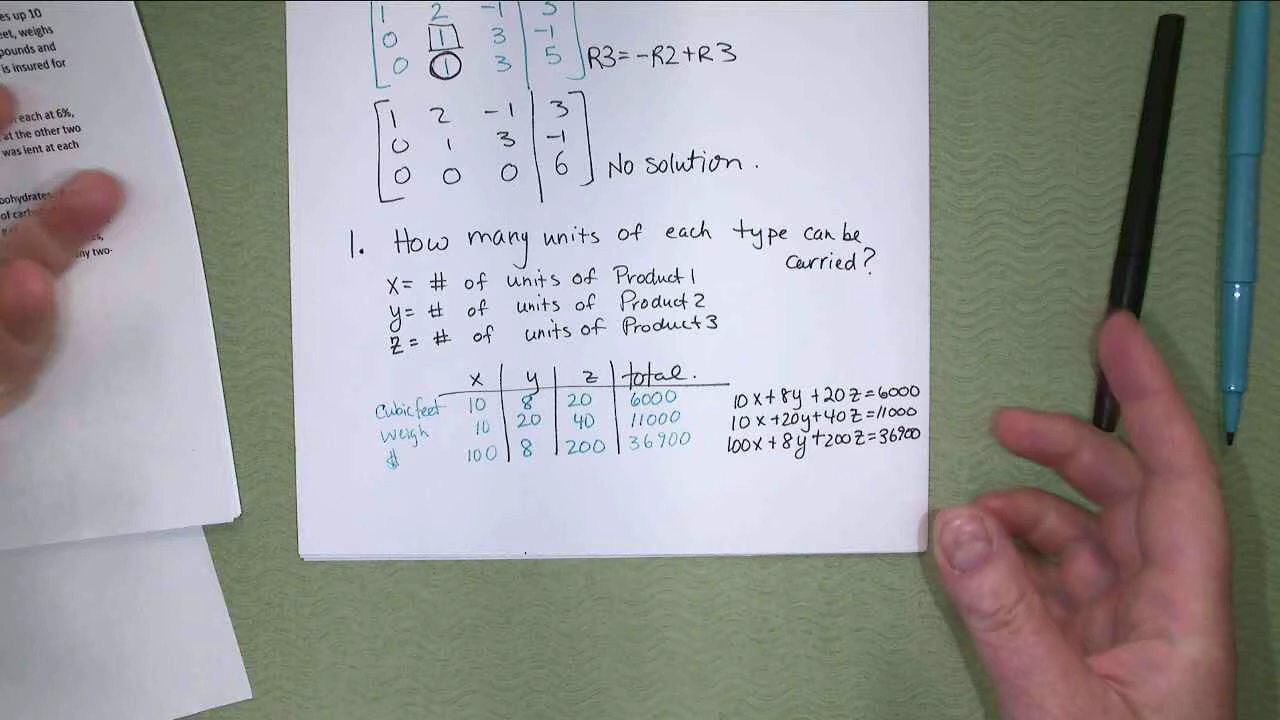 es up 10
eet, weighs
pounds and
is insured for
each at 6%,
at the other two
was lent at each
of
ny two-
1 2 -1 3
0 1 3 -1
0 1 3 5 R3=-R2+R3
1 2 -1 3
0 1 3 -1
0 0 0 6 No solution.
1. How many units of each type can be
carried?
x= # of units of Product 1
y= # of units of Product 2
z= # of units of Product 3
x y z total.
Cubic feet 10 8 20 6000 10x+8y+20z=6000
Weigh 10 20 40 11000 10x+20y+40z=11000
$ 100 8 200 36900 100x+8y+200z=36900